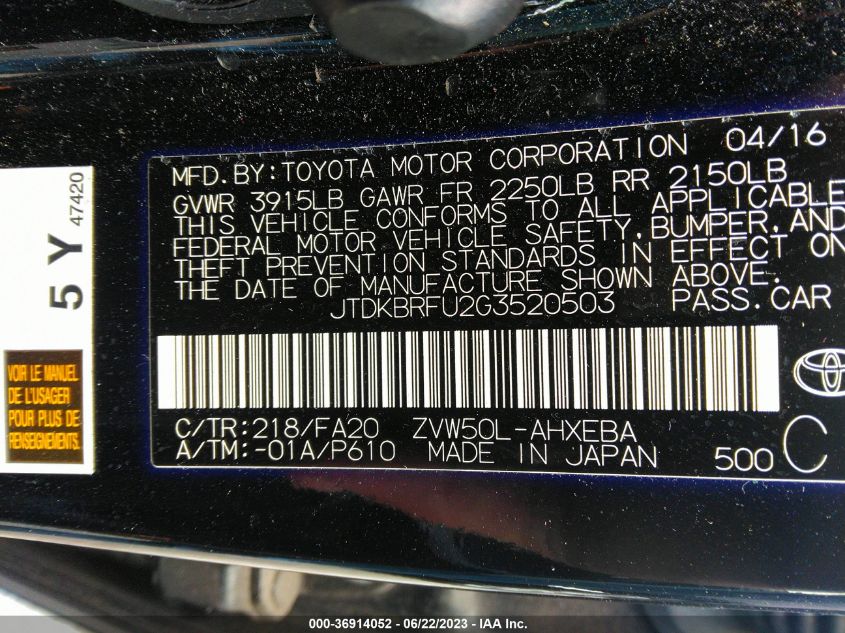 MFD.BY:TOYOTA MOTOR CORPORATION 04/16
GVWR 3915LB GAWR FR 2250LB RR 2150LB
THIS VEHICLE CONFORMS TO ALL APPLICABLE
FEDERAL MOTOR VEHICLE SAFETY,BUMPER,AND
THEFT PREVENTION STANDARDS IN EFFECT ON
THE DATE OF MANUFACTURE SHOWN ABOVE.
JTDKBRFU2G3520503 PASS.CAR
C/TR:218/FA20 ZVW50L-AHXEBA
A/TM:-01A/P610 MADE IN JAPAN 500 C
5 Y 47420
VOIR LE MANUEL
DE L'USAGER
POUR PLUS DE
RENSEIGNEMENTS.
000-36914052 - 06/22/2023 - IAA Inc.